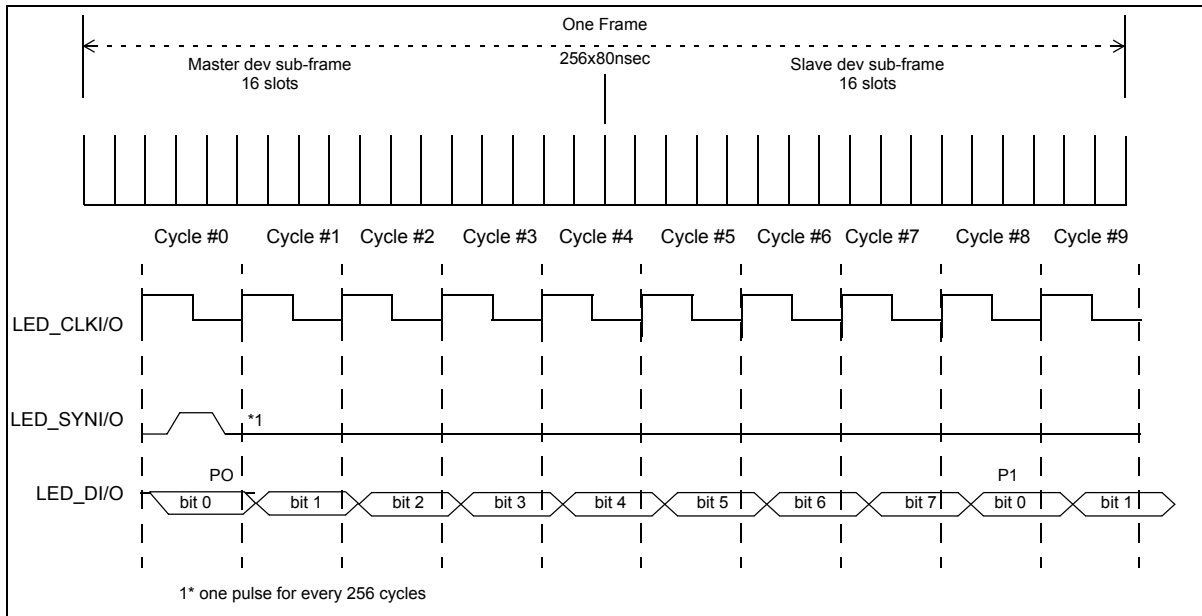 One Frame
256x80nsec
Master dev sub-frame
16 slots
Slave dev sub-frame
16 slots
Cycle #0 Cycle #1 Cycle #2 Cycle #3 Cycle #4 Cycle #5 Cycle #6 Cycle #7 Cycle #8 Cycle #9
LED_CLKI/O
LED_SYNI/O *1
PO P1
LED_DI/O bit 0 bit 1 bit 2 bit 3 bit 4 bit 5 bit 6 bit 7 bit 0 bit 1
1* one pulse for every 256 cycles